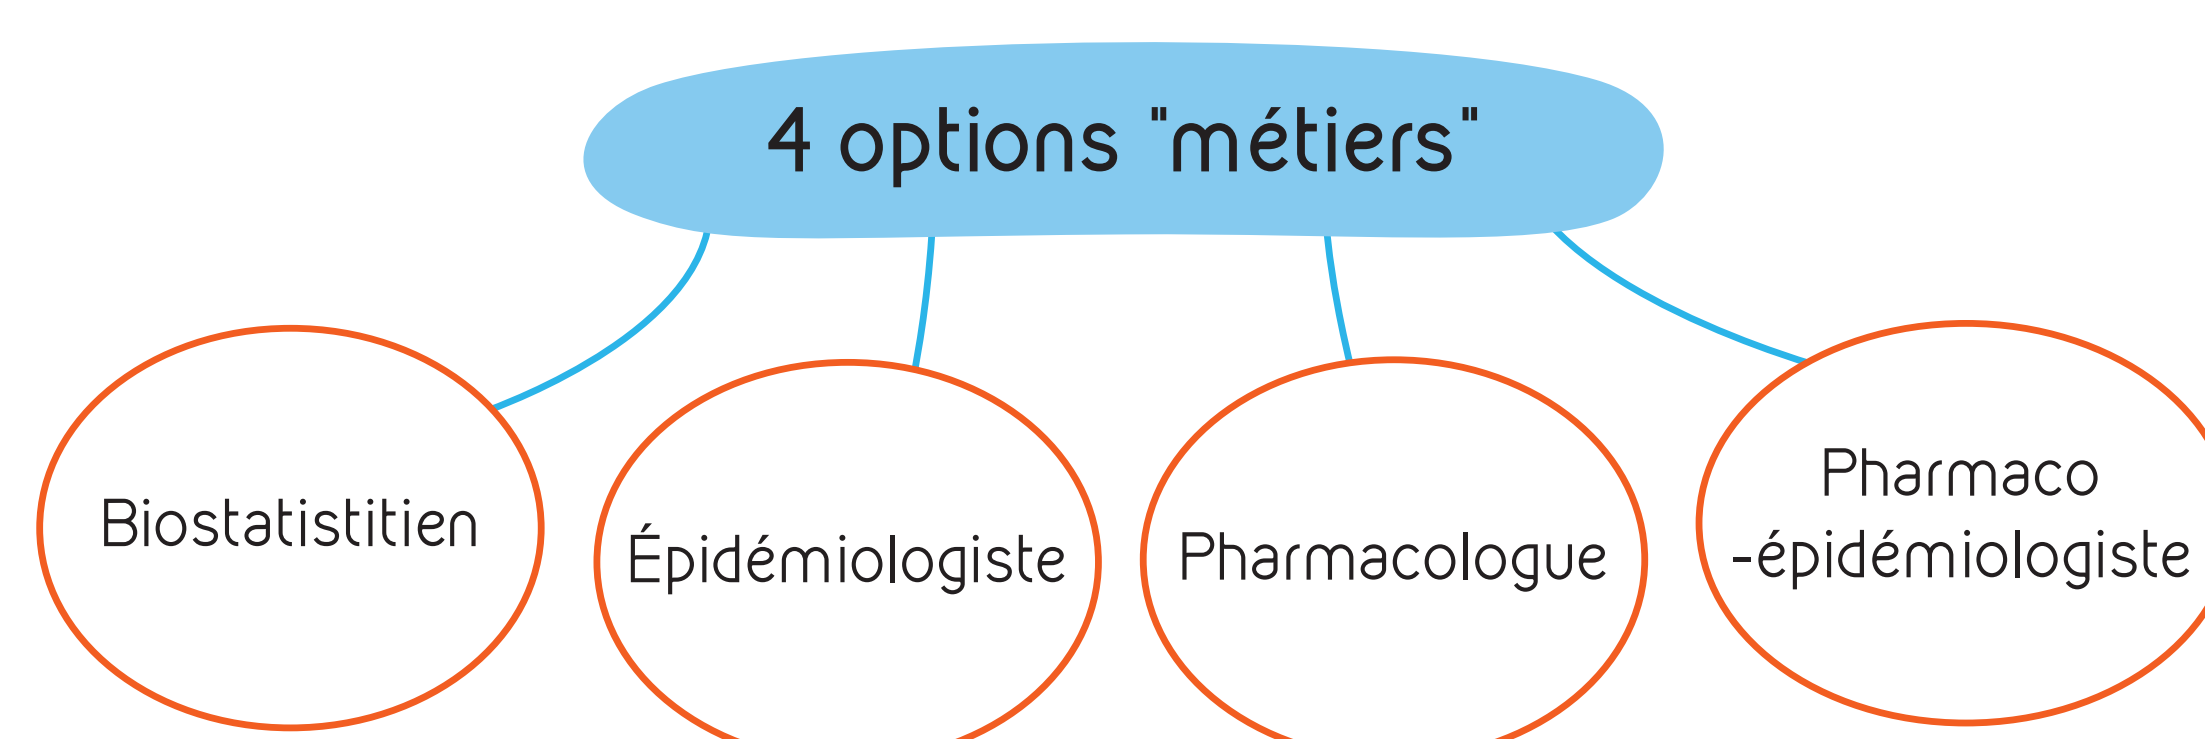 4 options "métiers"
Biostatistitien
Épidémiologiste
Pharmacologue
Pharmaco
-épidémiologiste